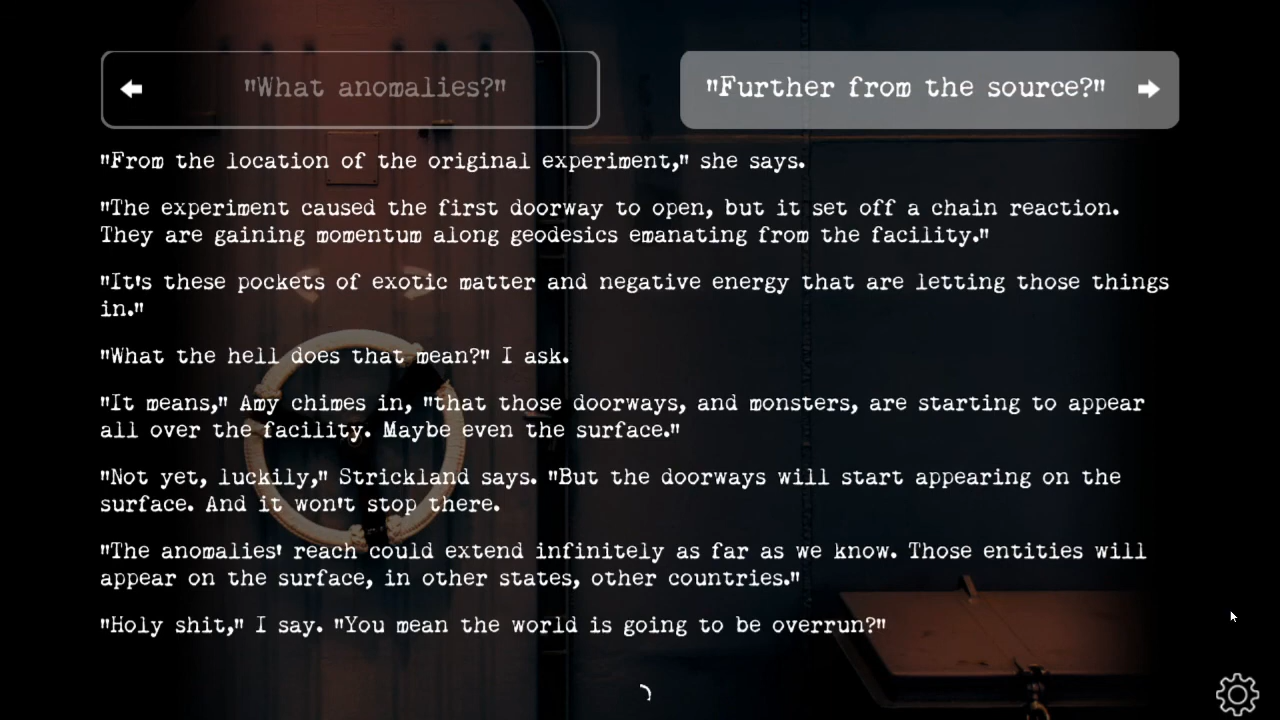 "What anomalies?"
"Further from the source?"
"From the location of the original experiment," she says.
"The experiment caused the first doorway to open, but it set off a chain reaction.
They are gaining momentum along geodesics emanating from the facility."
"It's these pockets of exotic matter and negative energy that are letting those things
in."
"What the hell does that mean?" I ask.
"It means," Amy chimes in, "that those doorways, and monsters, are starting to appear
all over the facility. Maybe even the surface."
"Not yet, luckily," Strickland says. "But the doorways will start appearing on the
surface. And it won't stop there.
"The anomalies' reach could extend infinitely as far as we know. Those entities will
appear on the surface, in other states, other countries."
"Holy shit," I say. "You mean the world is going to be overrun?"